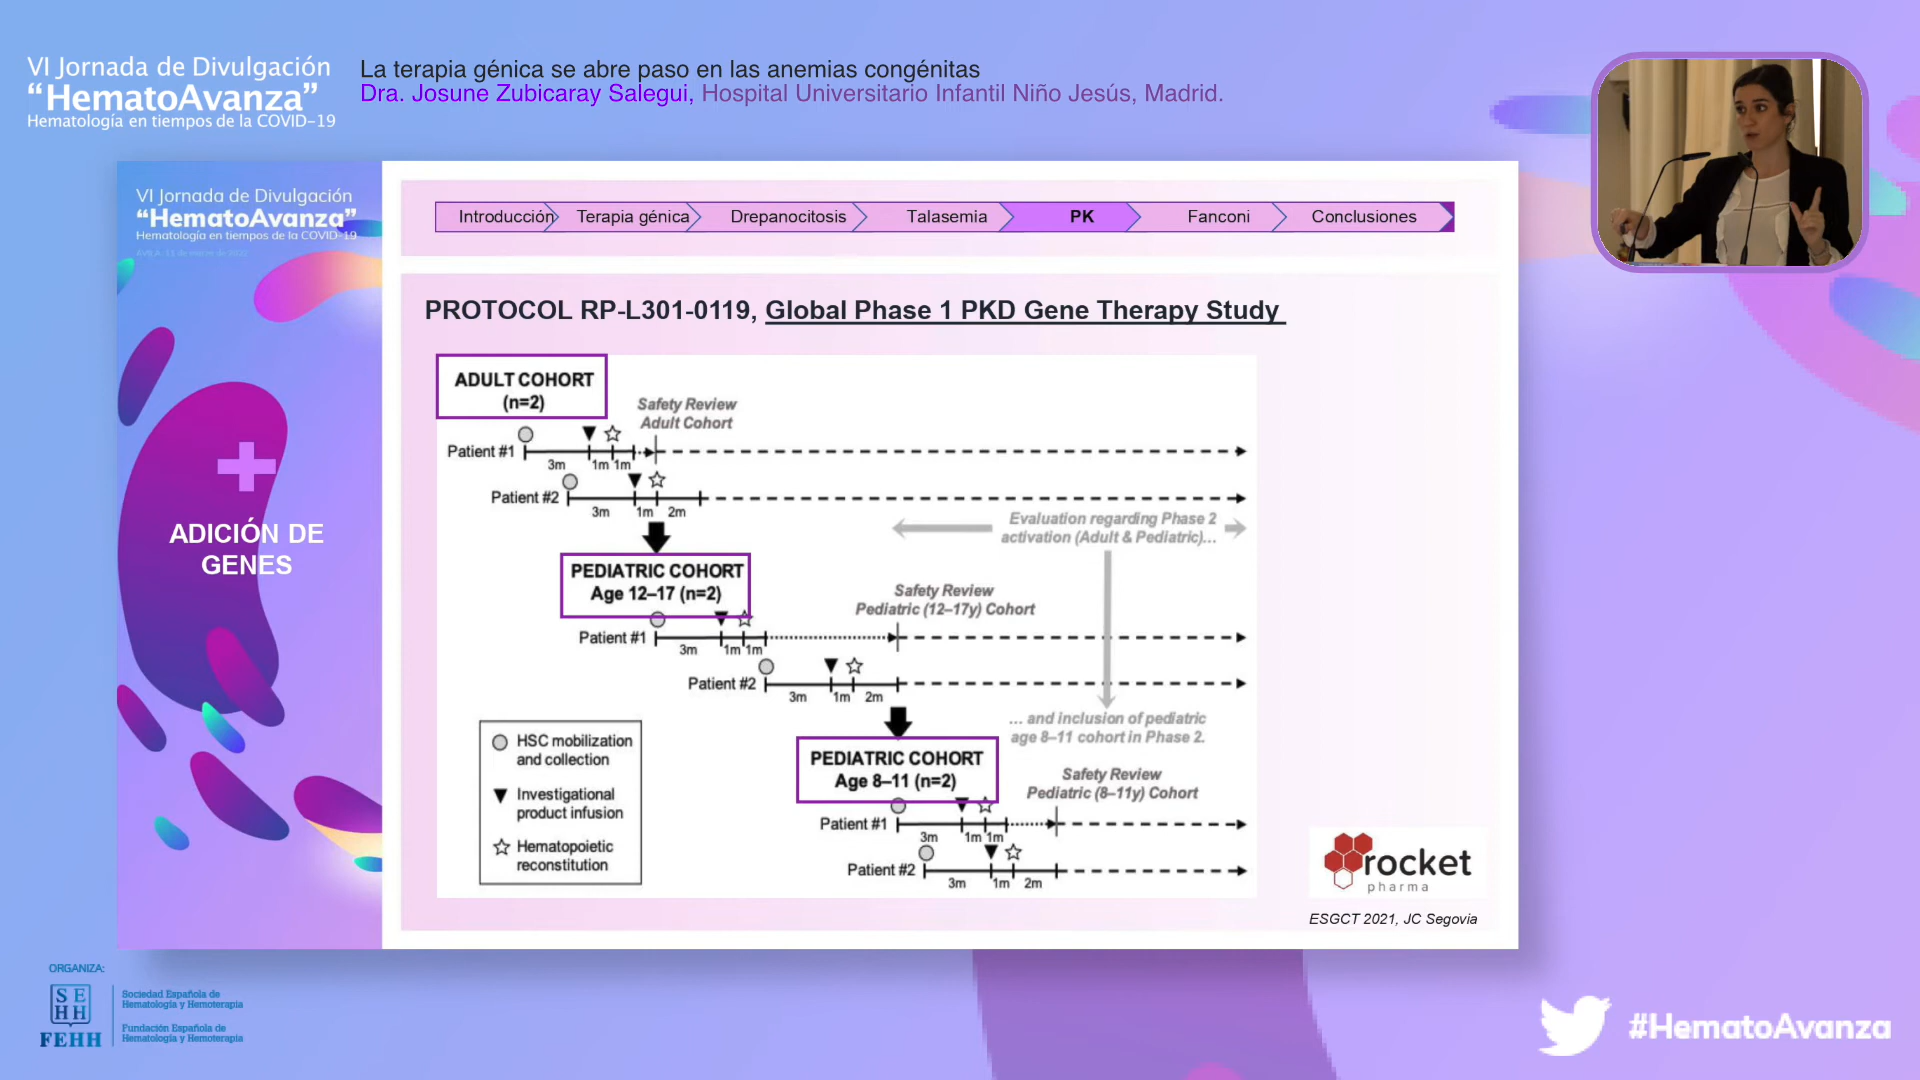 VI Jornada de Divulgación
“HematoAvanza”
Hematología en tiempos de la COVID-19
La terapia génica se abre paso en las anemias congénitas
Dra. Josune Zubicaray Salegui, Hospital Universitario Infantil Niño Jesús, Madrid.
VI Jornada de Divulgación
“HematoAvanza”
Hematología en tiempos de la COVID-19
ADICIÓN DE
GENES
Introducción Terapia génica Drepanocitosis Talasemia PK Fanconi Conclusiones
PROTOCOL RP-L301-0119, Global Phase 1 PKD Gene Therapy Study
ADULT COHORT
(n=2)
Safety Review
Adult Cohort
Patient #1
3m 1m 1m
Patient #2
3m 1m 2m
Evaluation regarding Phase 2
activation (Adult & Pediatric)...
PEDIATRIC COHORT
Age 12–17 (n=2)
Safety Review
Pediatric (12–17y) Cohort
Patient #1
3m 1m 1m
Patient #2
3m 1m 2m
... and inclusion of pediatric
age 8–11 cohort in Phase 2.
PEDIATRIC COHORT
Age 8–11 (n=2)
Safety Review
Pediatric (8–11y) Cohort
Patient #1
3m 1m 1m
Patient #2
3m 1m 2m
HSC mobilization
and collection
Investigational
product infusion
Hematopoietic
reconstitution
rocket
pharma
ESGCT 2021, JC Segovia
ORGANIZA:
SE
HH
FEHH
Sociedad Española de
Hematología y Hemoterapia
Fundación Española de
Hematología y Hemoterapia
#HematoAvanza